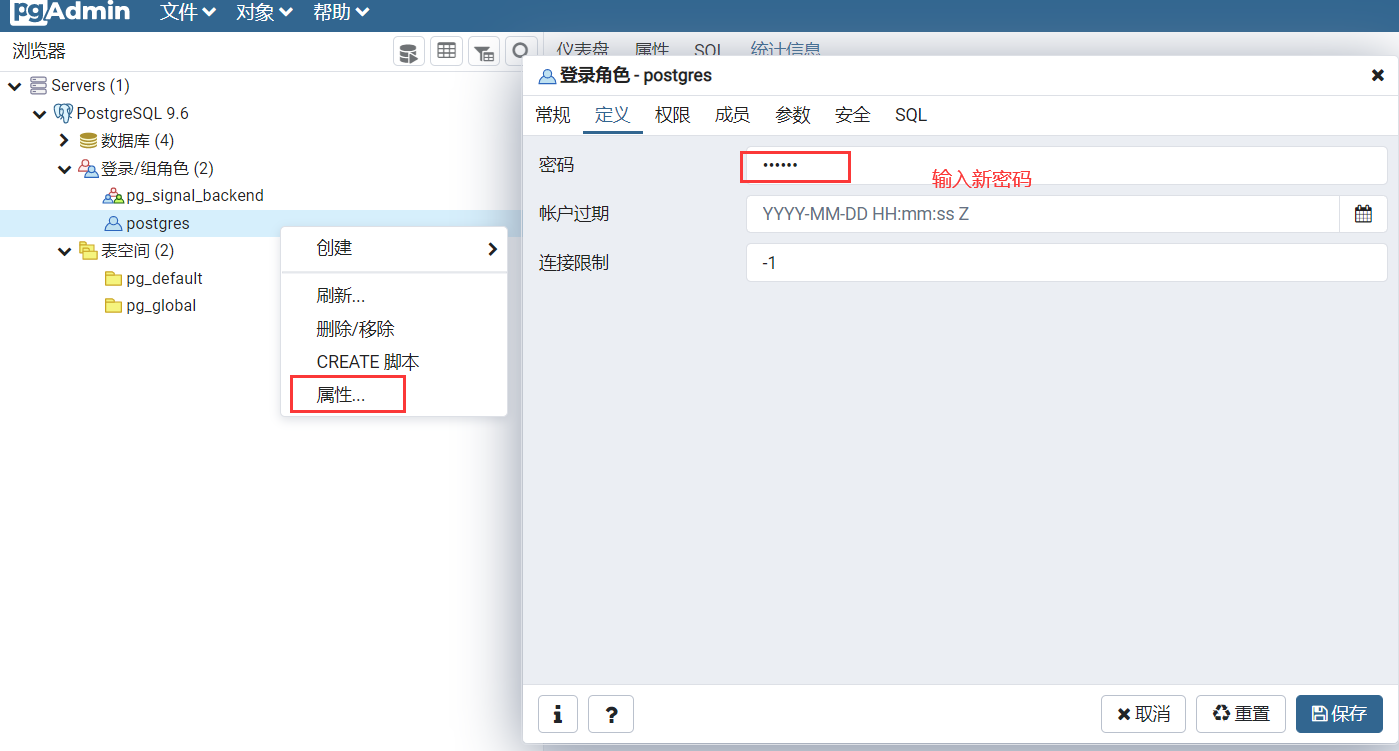 pgAdmin 文件 对象 帮助
浏览器
仪表盘 属性 SQL 统计信息
Servers (1)
PostgreSQL 9.6
数据库 (4)
登录/组角色 (2)
pg_signal_backend
postgres
表空间 (2)
pg_default
pg_global
创建
刷新...
删除/移除
CREATE 脚本
属性...
登录角色 - postgres
常规 定义 权限 成员 参数 安全 SQL
密码 ••••••
输入新密码
帐户过期 YYYY-MM-DD HH:mm:ss Z
连接限制 -1
i ? 取消 重置 保存